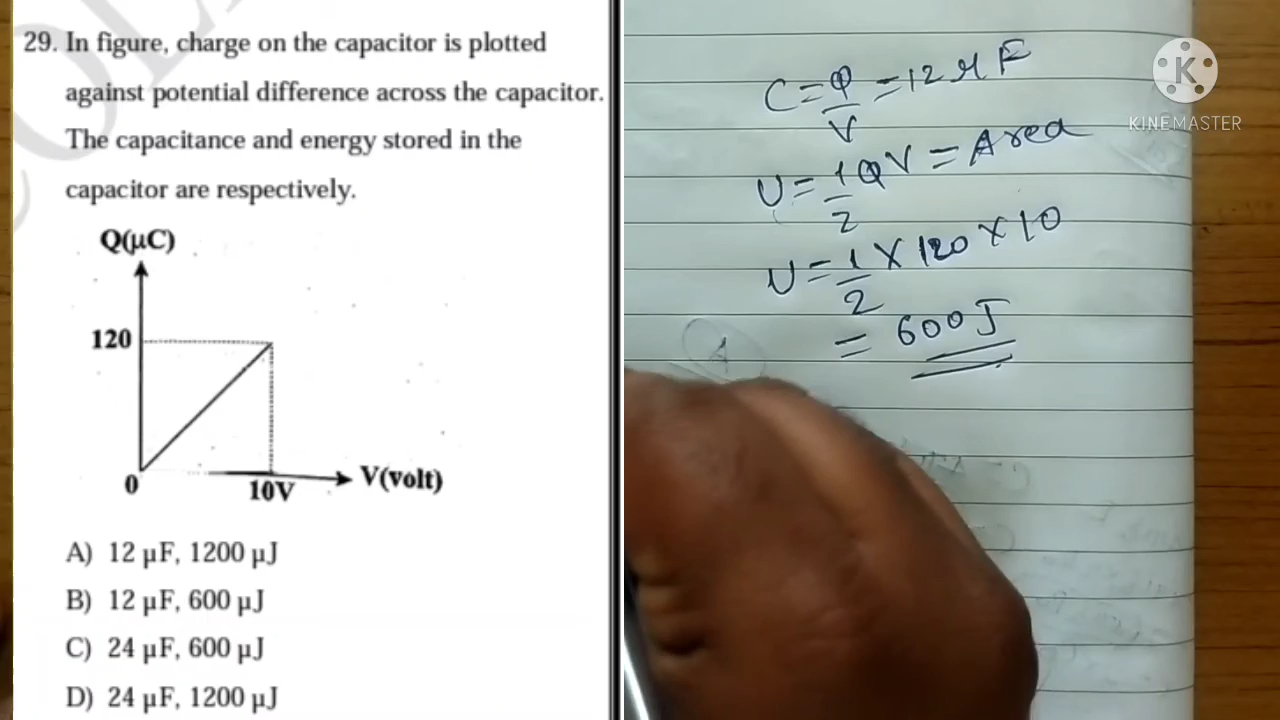 29. In figure, charge on the capacitor is plotted
against potential difference across the capacitor.
The capacitance and energy stored in the
capacitor are respectively.
Q(μC)
120
0
10V
V(volt)
A) 12 μF, 1200 μJ
B) 12 μF, 600 μJ
C) 24 μF, 600 μJ
D) 24 μF, 1200 μJ
C = Q/V = 12 μF
U = 1/2 QV = Area
U = 1/2 × 120 × 10
= 600 J
K
KINEMASTER